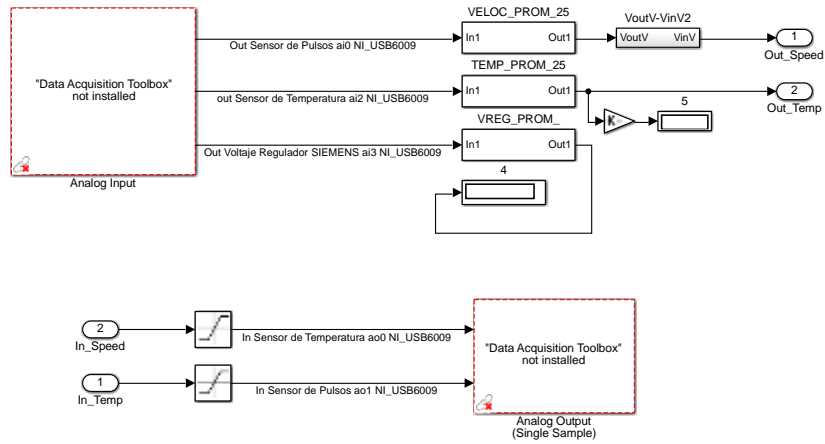 VELOC_PROM_25
VoutV-VinV2
In1
Out1
VoutV
VinV
1
Out_Speed
Out Sensor de Pulsos ai0 NI_USB6009
TEMP_PROM_25
"Data Acquisition Toolbox"
not installed
In1
Out1
2
Out_Temp
out Sensor de Temperatura ai2 NI_USB6009
5
K-
VREG_PROM_
In1
Out1
Out Voltaje Regulador SIEMENS ai3 NI_USB6009
4
Analog Input
2
In_Speed
In Sensor de Temperatura ao0 NI_USB6009
"Data Acquisition Toolbox"
not installed
1
In_Temp
In Sensor de Pulsos ao1 NI_USB6009
Analog Output
(Single Sample)